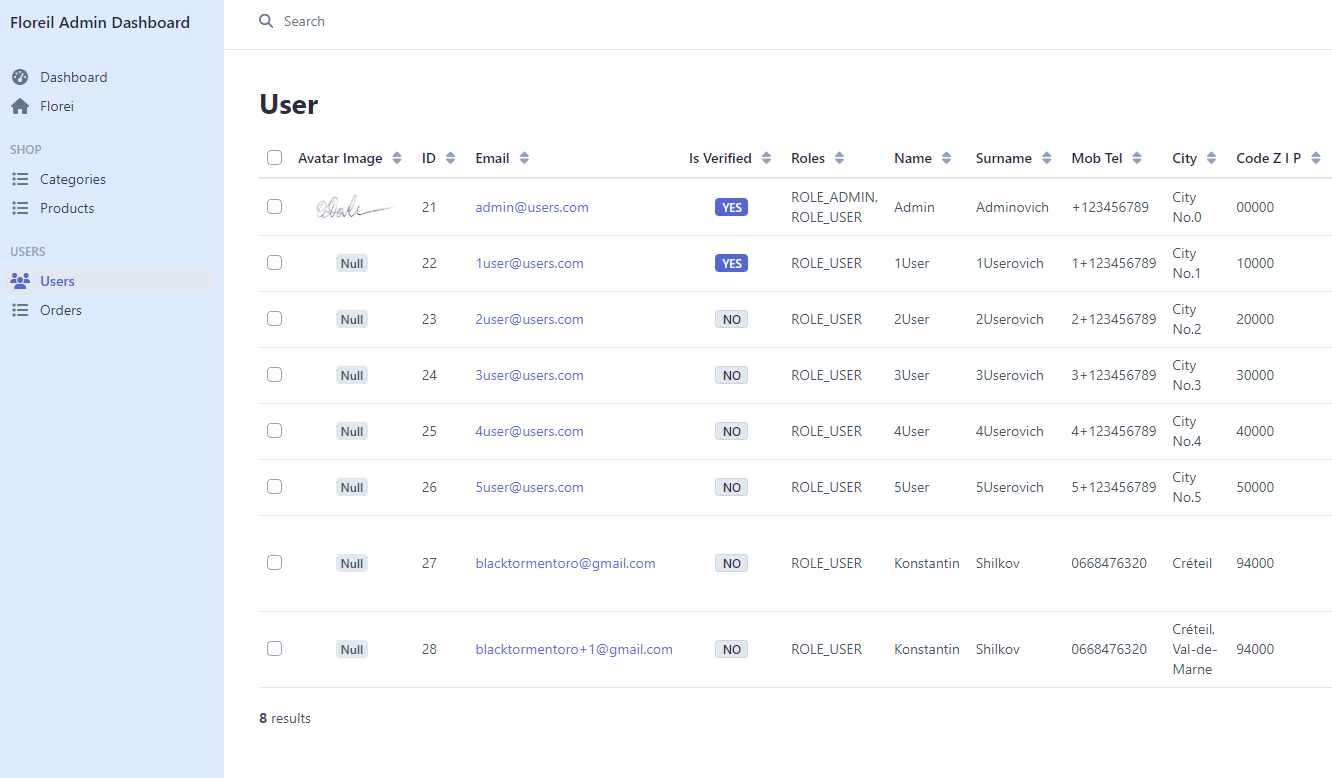 Floreil Admin Dashboard
Search
Dashboard
Florei
SHOP
Categories
Products
USERS
Users
Orders
User
Avatar Image ID Email Is Verified Roles Name Surname Mob Tel City Code Z I P
21 admin@users.com YES ROLE_ADMIN, ROLE_USER Admin Adminovich +123456789 City No.0 00000
Null 22 1user@users.com YES ROLE_USER 1User 1Userovich 1+123456789 City No.1 10000
Null 23 2user@users.com NO ROLE_USER 2User 2Userovich 2+123456789 City No.2 20000
Null 24 3user@users.com NO ROLE_USER 3User 3Userovich 3+123456789 City No.3 30000
Null 25 4user@users.com NO ROLE_USER 4User 4Userovich 4+123456789 City No.4 40000
Null 26 5user@users.com NO ROLE_USER 5User 5Userovich 5+123456789 City No.5 50000
Null 27 blacktormentoro@gmail.com NO ROLE_USER Konstantin Shilkov 0668476320 Créteil 94000
Null 28 blacktormentoro+1@gmail.com NO ROLE_USER Konstantin Shilkov 0668476320 Créteil, Val-de-Marne 94000
8 results